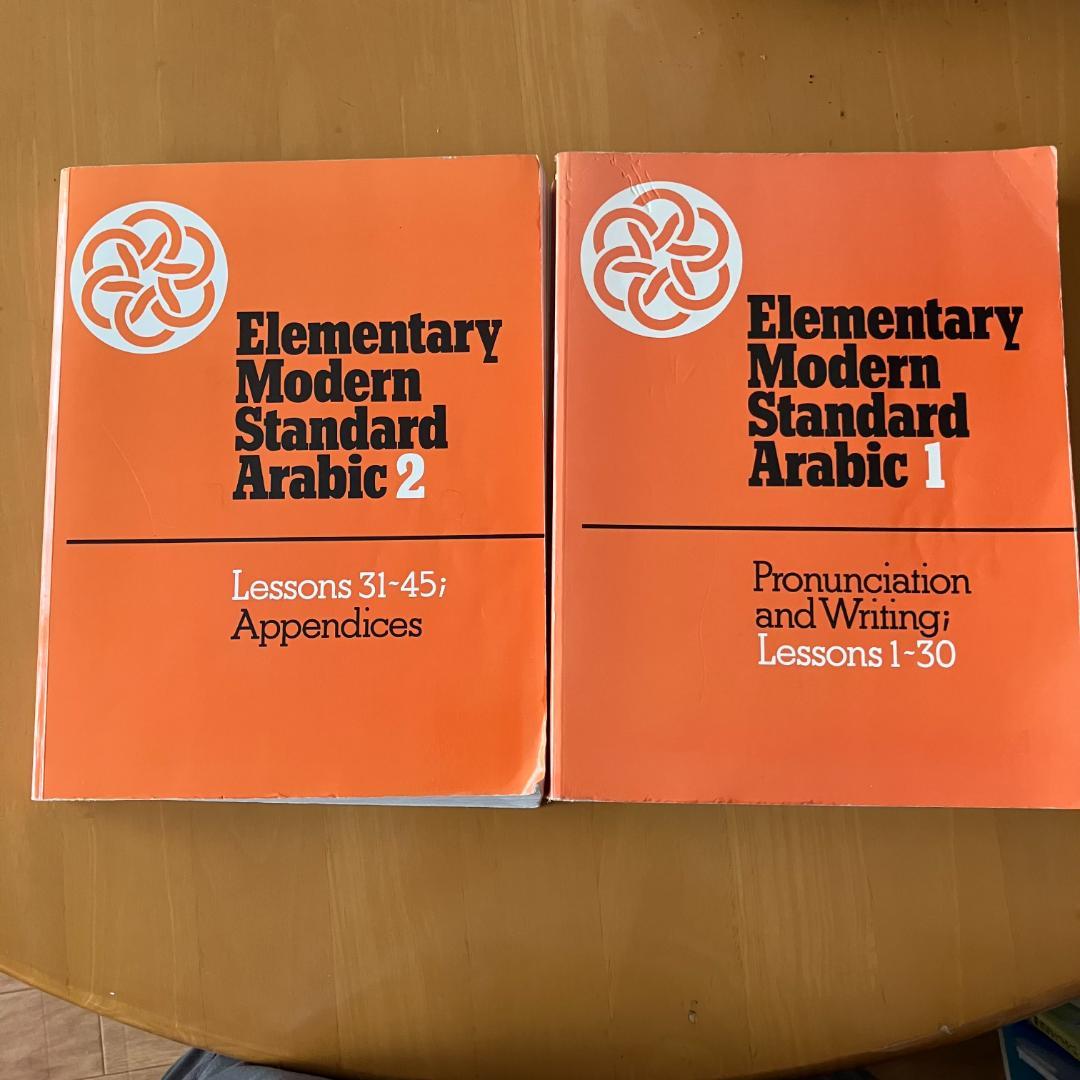 Elementary
Modern
Standard
Arabic 2
Lessons 31~45;
Appendices
Elementary
Modern
Standard
Arabic 1
Pronunciation
and Writing;
Lessons 1~30